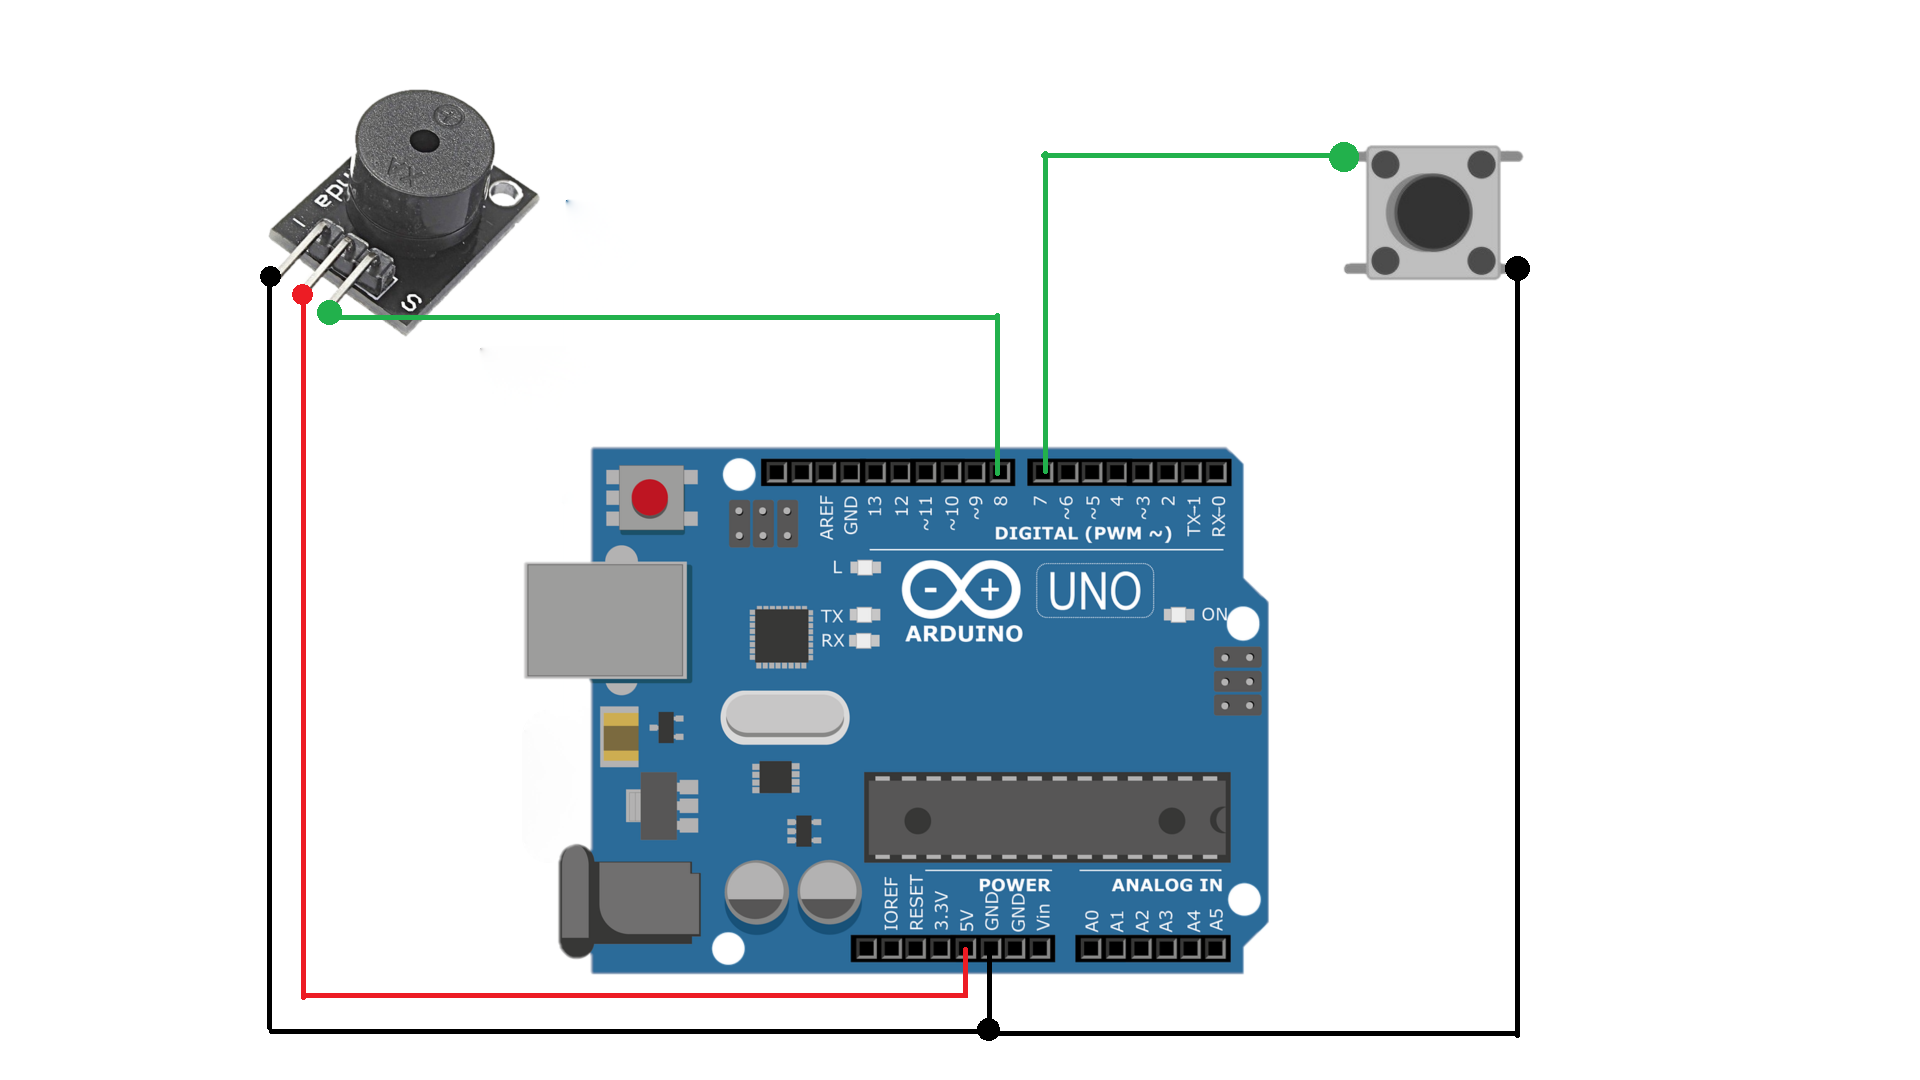 −
S
AREF
GND
13
12
~11
~10
~9
8
7
~6
~5
4
~3
2
TX→1
RX→0
DIGITAL (PWM ~)
L
TX
RX
- +
UNO
ARDUINO
ON
IOREF
RESET
3.3V
5V
GND
GND
Vin
POWER
ANALOG IN
A0
A1
A2
A3
A4
A5